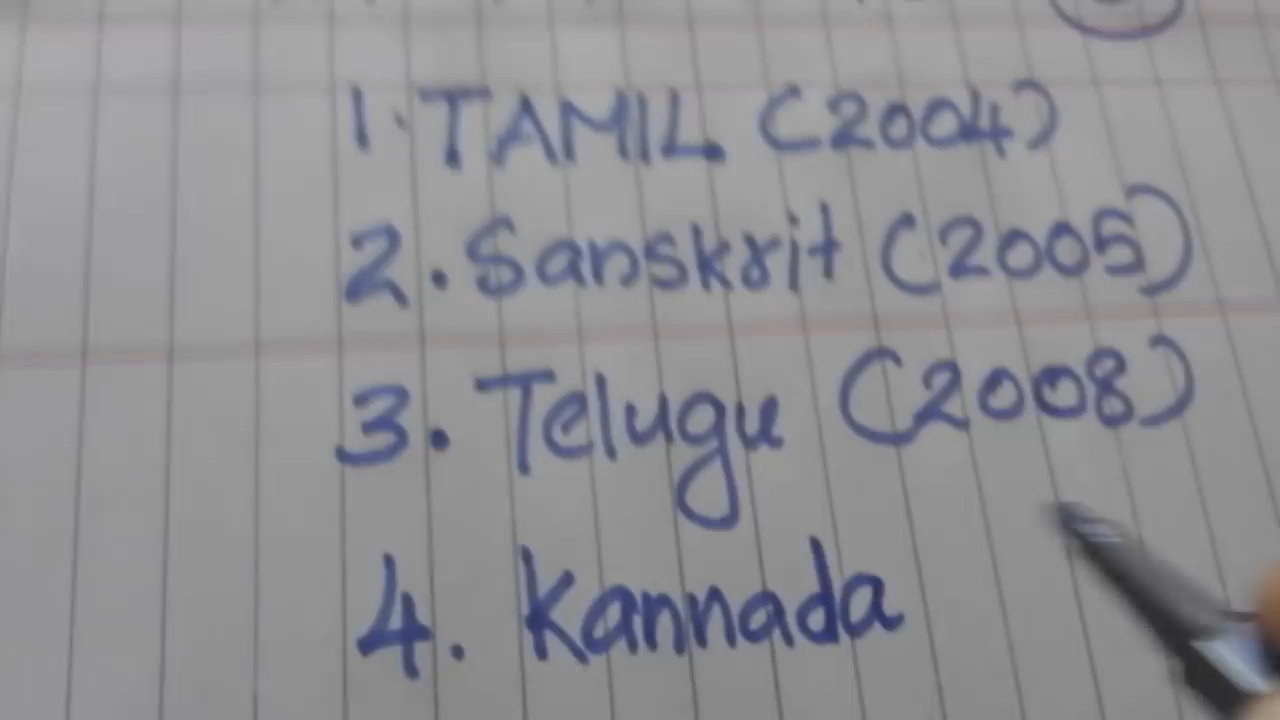 1. TAMIL (2004)
2. Sanskrit (2005)
3. Telugu (2008)
4. Kannada